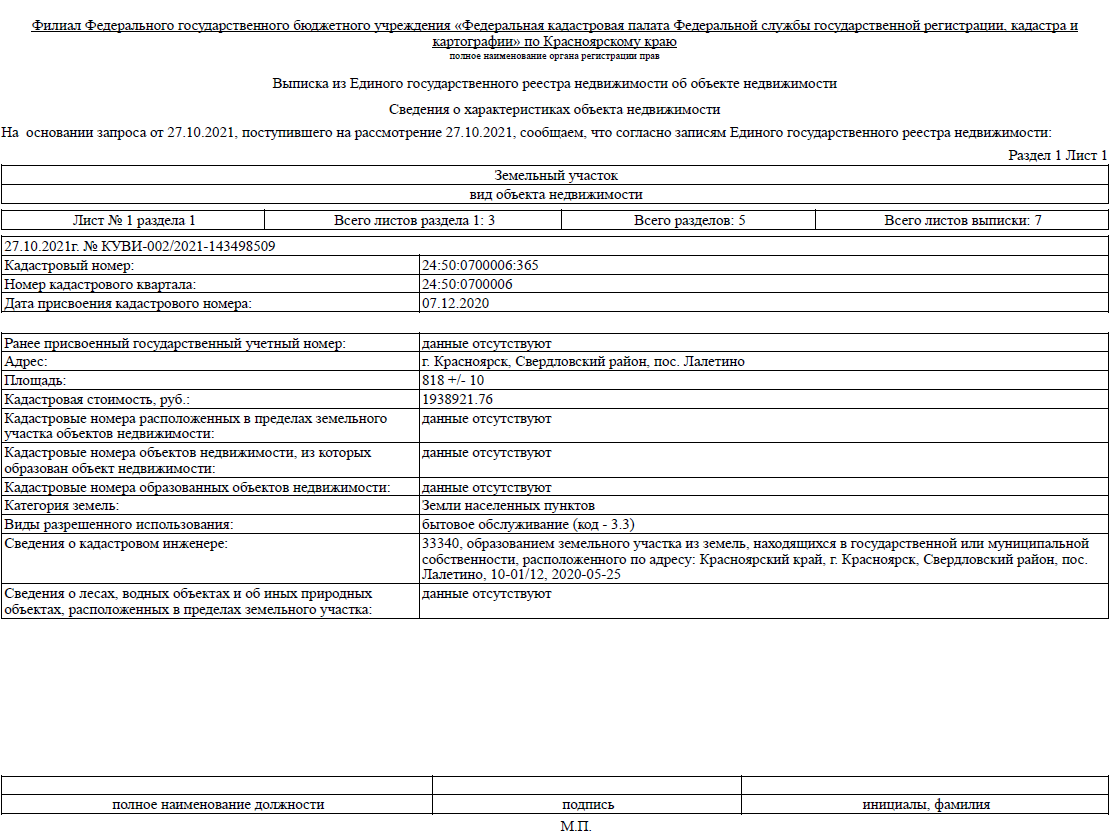 Филиал Федерального государственного бюджетного учреждения «Федеральная кадастровая палата Федеральной службы государственной регистрации, кадастра и
картографии» по Красноярскому краю
полное наименование органа регистрации прав
Выписка из Единого государственного реестра недвижимости об объекте недвижимости
Сведения о характеристиках объекта недвижимости
На основании запроса от 27.10.2021, поступившего на рассмотрение 27.10.2021, сообщаем, что согласно записям Единого государственного реестра недвижимости:
Раздел 1 Лист 1
Земельный участок
вид объекта недвижимости
Лист № 1 раздела 1 Всего листов раздела 1: 3 Всего разделов: 5 Всего листов выписки: 7
27.10.2021г. № КУВИ-002/2021-143498509
Кадастровый номер: 24:50:0700006:365
Номер кадастрового квартала: 24:50:0700006
Дата присвоения кадастрового номера: 07.12.2020
Ранее присвоенный государственный учетный номер: данные отсутствуют
Адрес: г. Красноярск, Свердловский район, пос. Лалетино
Площадь: 818 +/- 10
Кадастровая стоимость, руб.: 1938921.76
Кадастровые номера расположенных в пределах земельного данные отсутствуют
участка объектов недвижимости:
Кадастровые номера объектов недвижимости, из которых данные отсутствуют
образован объект недвижимости:
Кадастровые номера образованных объектов недвижимости: данные отсутствуют
Категория земель: Земли населенных пунктов
Виды разрешенного использования: бытовое обслуживание (код - 3.3)
Сведения о кадастровом инженере: 33340, образованием земельного участка из земель, находящихся в государственной или муниципальной
собственности, расположенного по адресу: Красноярский край, г. Красноярск, Свердловский район, пос.
Лалетино, 10-01/12, 2020-05-25
Сведения о лесах, водных объектах и об иных природных данные отсутствуют
объектах, расположенных в пределах земельного участка:
полное наименование должности подпись инициалы, фамилия
М.П.